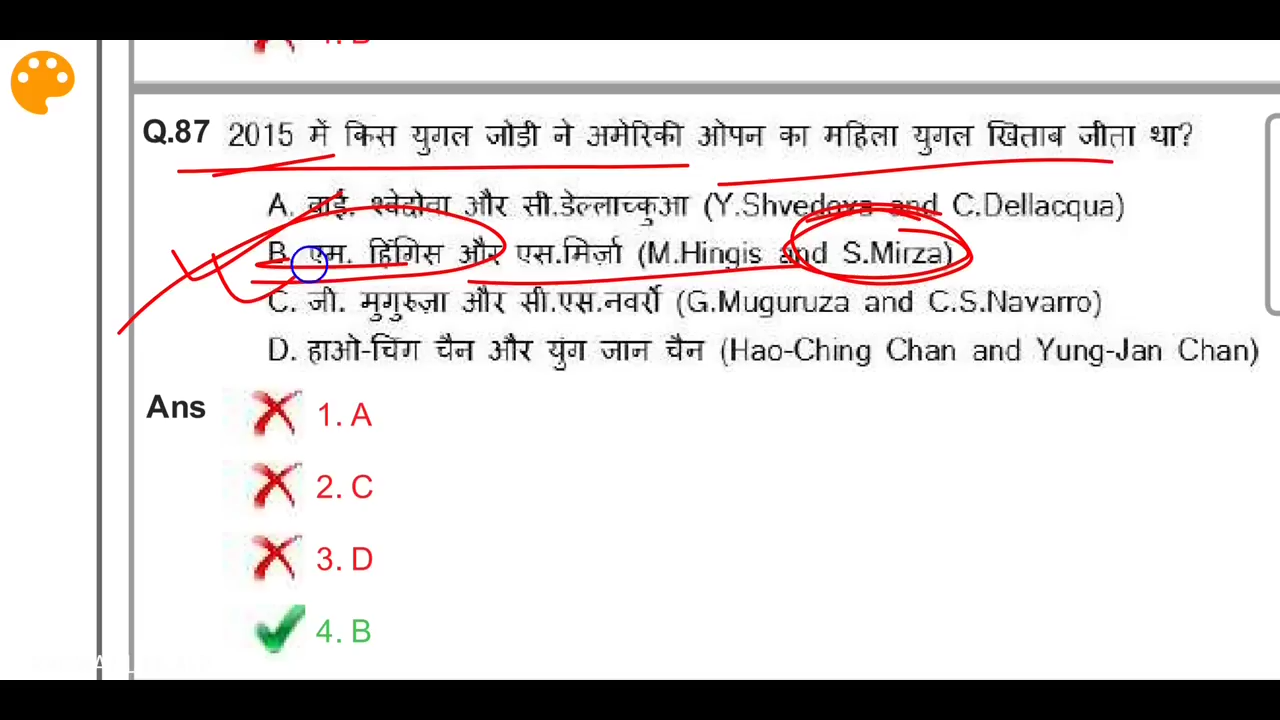 Q.87 2015 में किस युगल जोडी ने अमेरिकी ओपन का महिला युगल खिताब जीता था?
A. वाई. श्वेद्रोवा और सी.डेल्लाच्कुआ (Y.Shvedova and C.Dellacqua)
B. एम. हिंगिस और एस.मिर्ज़ा (M.Hingis and S.Mirza)
C. जी. मुगुरुज़ा और सी.एस.नवर्रो (G.Muguruza and C.S.Navarro)
D. हाओ-चिंग चैन और युंग जान चैन (Hao-Ching Chan and Yung-Jan Chan)
Ans
1. A
2. C
3. D
4. B